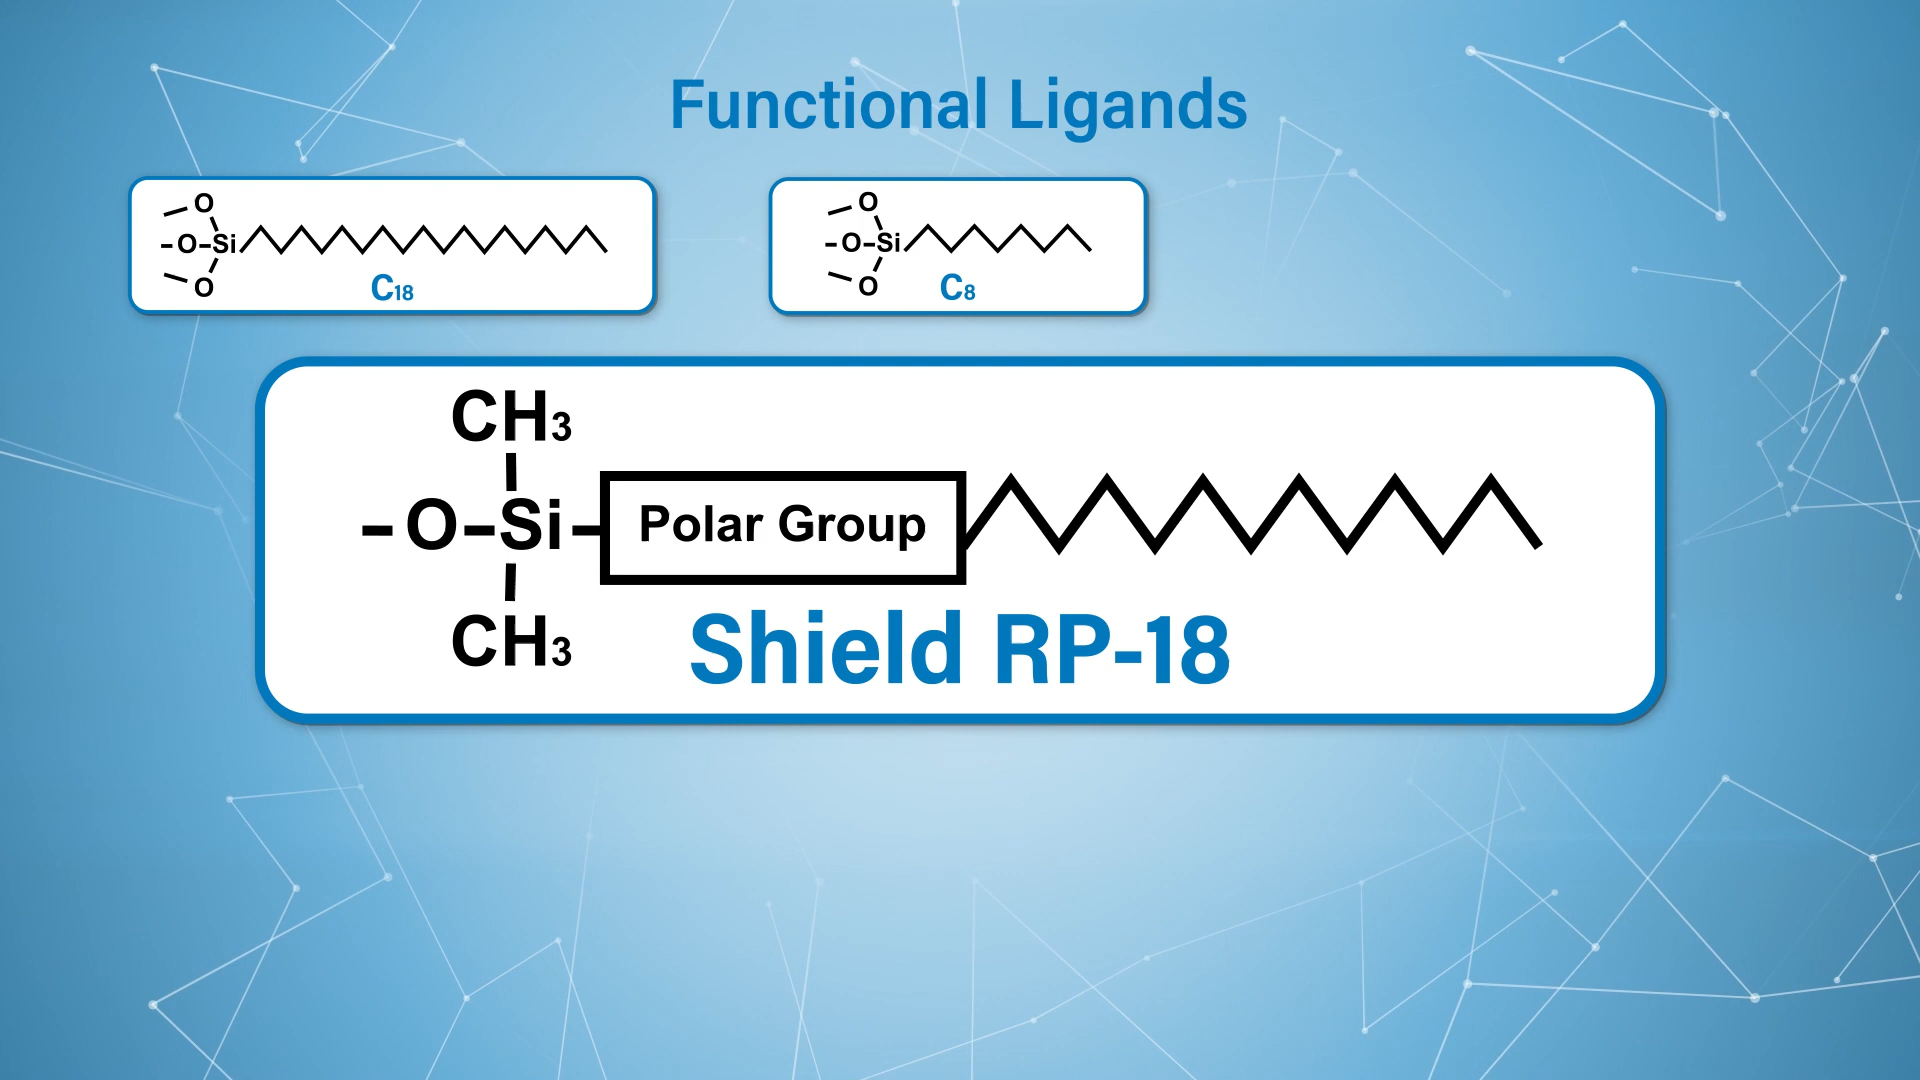 Functional Ligands
O
-O-Si
O
C18
O
-O-Si
O
C8
CH3
-O-Si-
Polar Group
CH3
Shield RP-18